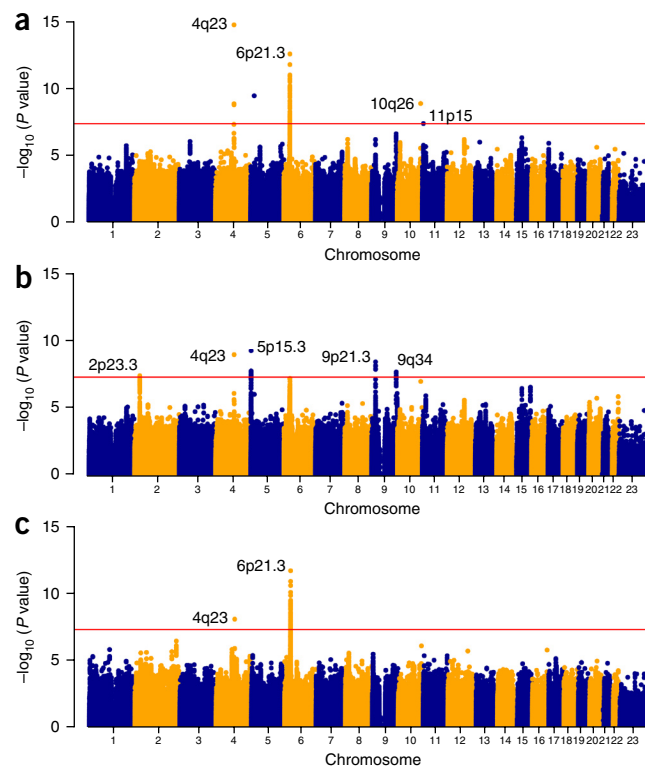 a
15
10
5
0
–log10 (P value)
4q23
6p21.3
10q26
11p15
1 2 3 4 5 6 7 8 9 10 11 12 13 14 15 16 17 18 19 20 21 22 23
Chromosome
b
15
10
5
0
–log10 (P value)
2p23.3
4q23
5p15.3
9p21.3
9q34
1 2 3 4 5 6 7 8 9 10 11 12 13 14 15 16 17 18 19 20 21 22 23
Chromosome
c
15
10
5
0
–log10 (P value)
4q23
6p21.3
1 2 3 4 5 6 7 8 9 10 11 12 13 14 15 16 17 18 19 20 21 22 23
Chromosome